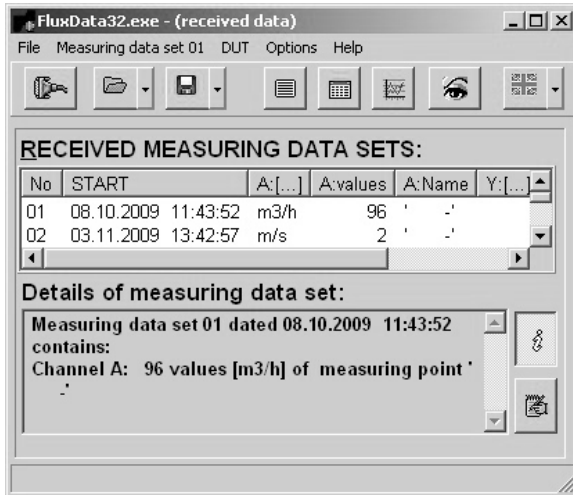 FluxData32.exe - (received data)
File Measuring data set 01 DUT Options Help
RECEIVED MEASURING DATA SETS:
No START A:[...] A:values A:Name Y:[...]
01 08.10.2009 11:43:52 m3/h 96 ' -'
02 03.11.2009 13:42:57 m/s 2 ' -'
Details of measuring data set:
Measuring data set 01 dated 08.10.2009 11:43:52
contains:
Channel A: 96 values [m3/h] of measuring point '
-'